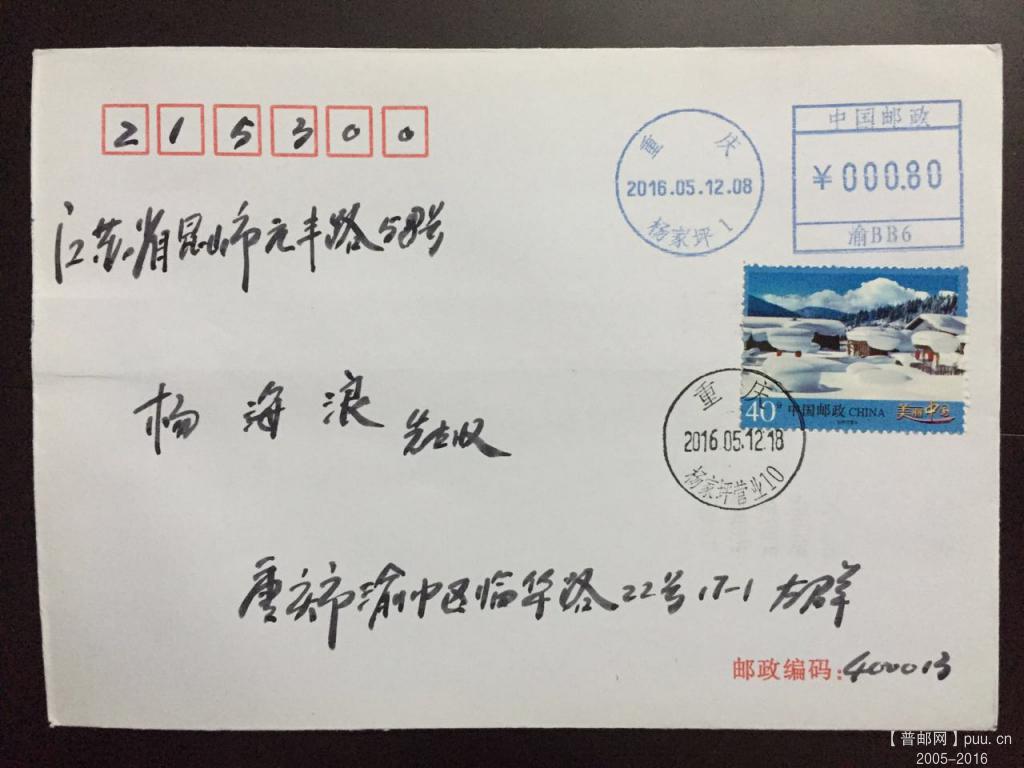 215300
重庆
2016.05.12.08
杨家坪1
中国邮政
¥000.80
渝BB6
江苏省昆山市元丰路58号
40分 中国邮政 CHINA 美丽中国
杨海浪 先生收
重庆
2016.05.12.18
杨家坪营业10
重庆市渝中区临华路22号17-1 方群
邮政编码:400013
【普邮网】puu.cn
2005-2016